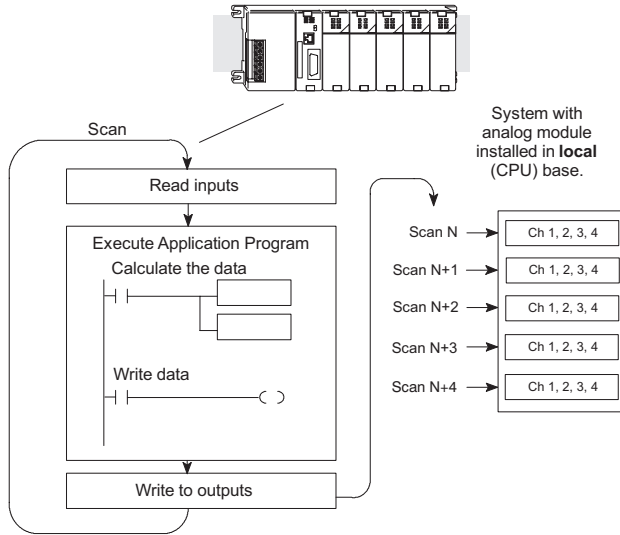 Scan
Read inputs
Execute Application Program
Calculate the data
Write data
Write to outputs
System with
analog module
installed in local
(CPU) base.
Scan N
Ch 1, 2, 3, 4
Scan N+1
Ch 1, 2, 3, 4
Scan N+2
Ch 1, 2, 3, 4
Scan N+3
Ch 1, 2, 3, 4
Scan N+4
Ch 1, 2, 3, 4